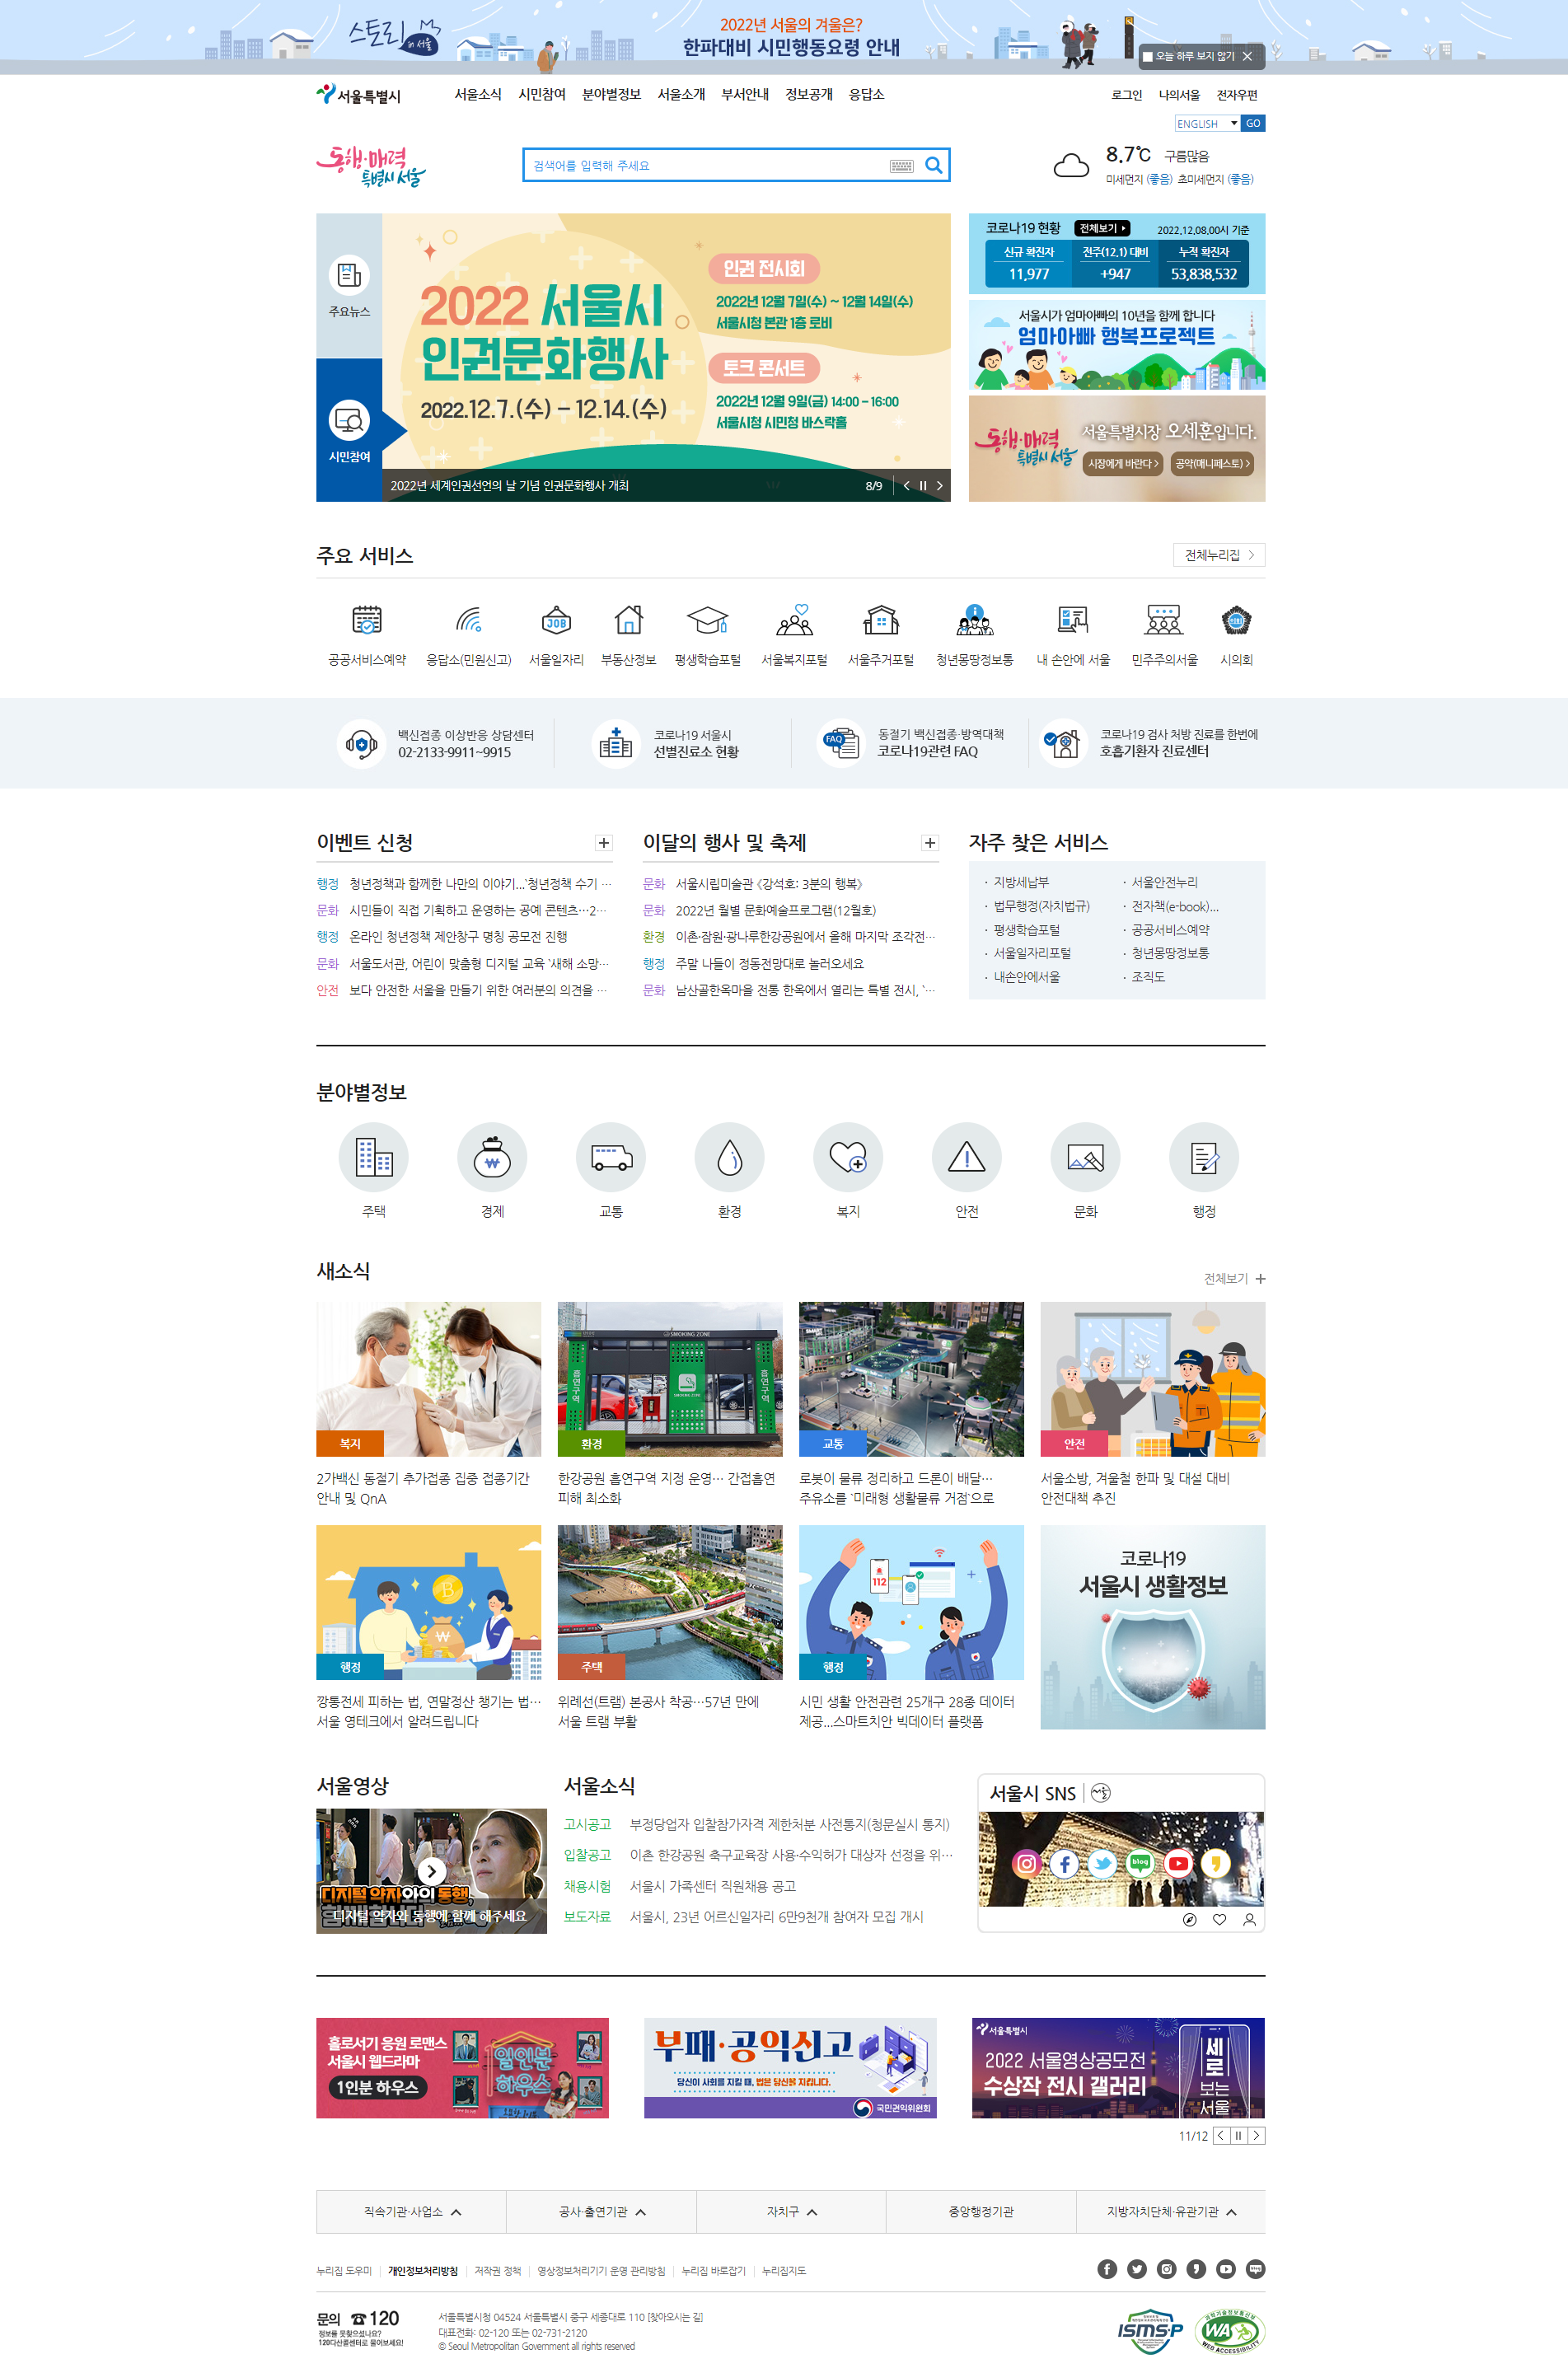 스토리 in 서울
2022년 서울의 겨울은?
한파대비 시민행동요령 안내
오늘 하루 보지 않기
서울특별시
서울소식 시민참여 분야별정보 서울소개 부서안내 정보공개 응답소
로그인 나의서울 전자우편
ENGLISH GO
동행·매력 특별시 서울
검색어를 입력해 주세요
8.7℃ 구름많음
미세먼지 (좋음) 초미세먼지 (좋음)
주요뉴스
시민참여
2022 서울시
인권문화행사
2022.12.7.(수) – 12.14.(수)
인권 전시회
2022년 12월 7일(수) ~ 12월 14일(수)
서울시청 본관 1층 로비
토크 콘서트
2022년 12월 9일(금) 14:00 – 16:00
서울시청 시민청 바스락홀
2022년 세계인권선언의 날 기념 인권문화행사 개최
8/9
코로나19 현황 전체보기 2022.12.08.00시 기준
신규 확진자 전주(12.1) 대비 누적 확진자
11,977 +947 53,838,532
서울시가 엄마아빠의 10년을 함께 합니다
엄마아빠 행복프로젝트
동행·매력 특별시 서울
서울특별시장 오세훈입니다.
시장에게 바란다 공약(매니페스토)
주요 서비스
전체누리집
JOB
공공서비스예약 응답소(민원신고) 서울일자리 부동산정보 평생학습포털 서울복지포털 서울주거포털 청년몽땅정보통 내 손안에 서울 민주주의서울 시의회
백신접종 이상반응 상담센터
02-2133-9911~9915
코로나19 서울시
선별진료소 현황
FAQ
동절기 백신접종·방역대책
코로나19관련 FAQ
코로나19 검사 처방 진료를 한번에
호흡기환자 진료센터
이벤트 신청
행정 청년정책과 함께한 나만의 이야기...`청년정책 수기 …
문화 시민들이 직접 기획하고 운영하는 공예 콘텐츠…2…
행정 온라인 청년정책 제안창구 명칭 공모전 진행
문화 서울도서관, 어린이 맞춤형 디지털 교육 `새해 소망…
안전 보다 안전한 서울을 만들기 위한 여러분의 의견을 …
이달의 행사 및 축제
문화 서울시립미술관 《강석호: 3분의 행복》
문화 2022년 월별 문화예술프로그램(12월호)
환경 이촌·잠원·광나루한강공원에서 올해 마지막 조각전…
행정 주말 나들이 정동전망대로 놀러오세요
문화 남산골한옥마을 전통 한옥에서 열리는 특별 전시, `…
자주 찾은 서비스
· 지방세납부 · 서울안전누리
· 법무행정(자치법규) · 전자책(e-book)...
· 평생학습포털 · 공공서비스예약
· 서울일자리포털 · 청년몽땅정보통
· 내손안에서울 · 조직도
분야별정보
주택 경제 교통 환경 복지 안전 문화 행정
새소식
전체보기
SMOKING ZONE
흡연구역
흡연구역
복지
환경
교통
안전
2가백신 동절기 추가접종 집중 접종기간
안내 및 QnA
한강공원 흡연구역 지정 운영… 간접흡연
피해 최소화
로봇이 물류 정리하고 드론이 배달…
주유소를 `미래형 생활물류 거점`으로
서울소방, 겨울철 한파 및 대설 대비
안전대책 추진
112
코로나19
서울시 생활정보
행정
주택
행정
깡통전세 피하는 법, 연말정산 챙기는 법…
서울 영테크에서 알려드립니다
위례선(트램) 본공사 착공…57년 만에
서울 트램 부활
시민 생활 안전관련 25개구 28종 데이터
제공...스마트치안 빅데이터 플랫폼
서울영상
디지털 약자와의 동행,
디지털 약자와 동행에 함께 해주세요
서울소식
고시공고 부정당업자 입찰참가자격 제한처분 사전통지(청문실시 통지)
입찰공고 이촌 한강공원 축구교육장 사용·수익허가 대상자 선정을 위…
채용시험 서울시 가족센터 직원채용 공고
보도자료 서울시, 23년 어르신일자리 6만9천개 참여자 모집 개시
서울시 SNS
blog
홀로서기 응원 로맨스
서울시 웹드라마
1인분 하우스
일인분
하우스
부패·공익신고
당신이 사회를 지킬 때, 법은 당신을 지킵니다.
국민권익위원회
서울특별시
2022 서울영상공모전
수상작 전시 갤러리
세로
보는
서울
11/12
직속기관·사업소 공사·출연기관 자치구 중앙행정기관 지방자치단체·유관기관
누리집 도우미 개인정보처리방침 저작권 정책 영상정보처리기기 운영 관리방침 누리집 바로잡기 누리집지도
문의 ☎120
정보를 못찾으셨나요?
120다산콜센터로 물어보세요!
서울특별시청 04524 서울특별시 중구 세종대로 110 [찾아오시는 길]
대표전화: 02-120 또는 02-731-2120
© Seoul Metropolitan Government all rights reserved
ISMS-P
과학기술정보통신부
WA
WEB ACCESSIBILITY